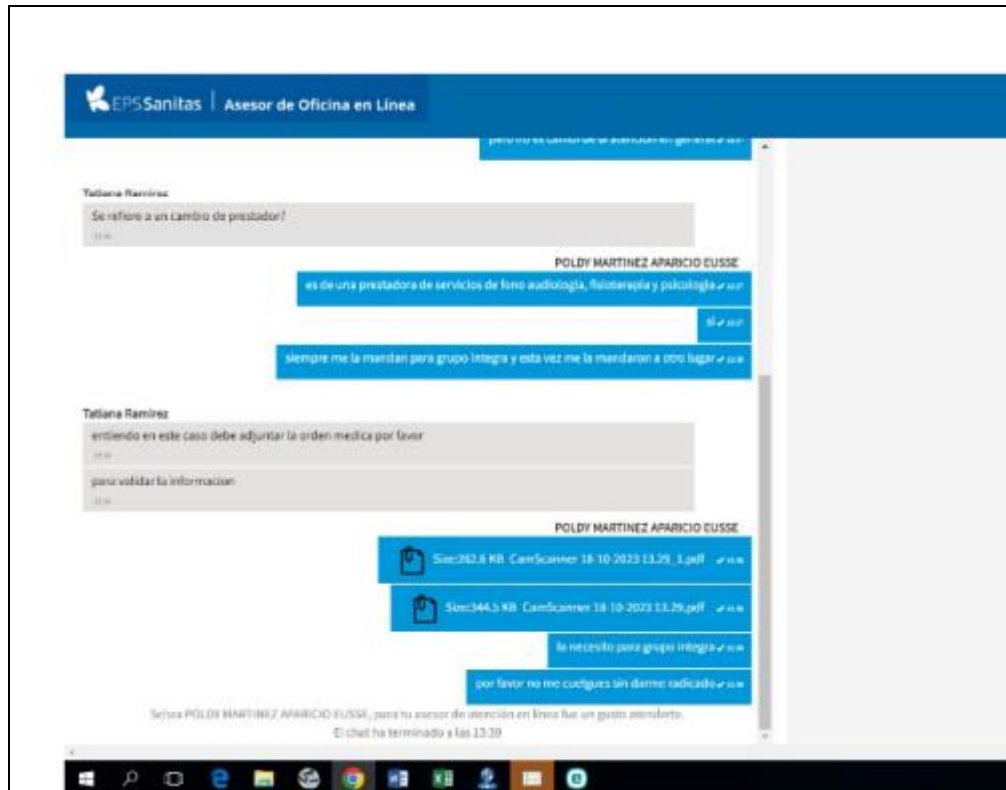 EPS Sanitas | Asesor de Oficina en Línea
Tatiana Ramirez
Se refiere a un cambio de prestador?
POLDY MARTINEZ APARICIO EUSSE
es de una prestadora de servicios de fono audiologia, fisioterapia y psicologia
si
siempre me la mandan para grupo integra y esta vez me la mandaron a otro lugar
Tatiana Ramirez
entiendo en este caso debe adjuntar la orden medica por favor
para validar la informacion
POLDY MARTINEZ APARICIO EUSSE
Size:262.6 KB CamScanner 18-10-2023 13.29_1.pdf
Size:344.5 KB CamScanner 18-10-2023 13.29.pdf
la necesito para grupo integra
por favor no me cuelgues sin darme radicado
POLDY MARTINEZ APARICIO EUSSE, para tu asesor de atención en línea fue un gusto atenderte.
El chat ha terminado a las 13:39